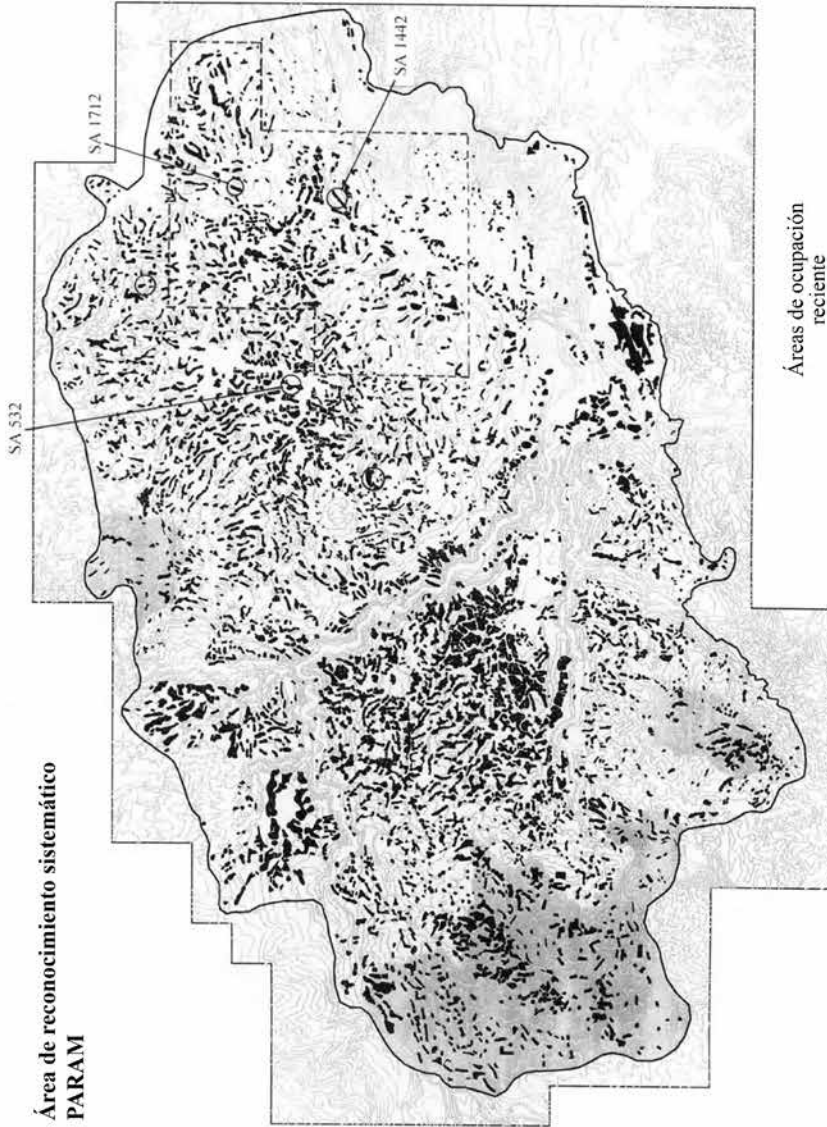 Área de reconocimiento sistemático
PARAM
SA 532
SA 1712
SA 1442
Áreas de ocupación
reciente